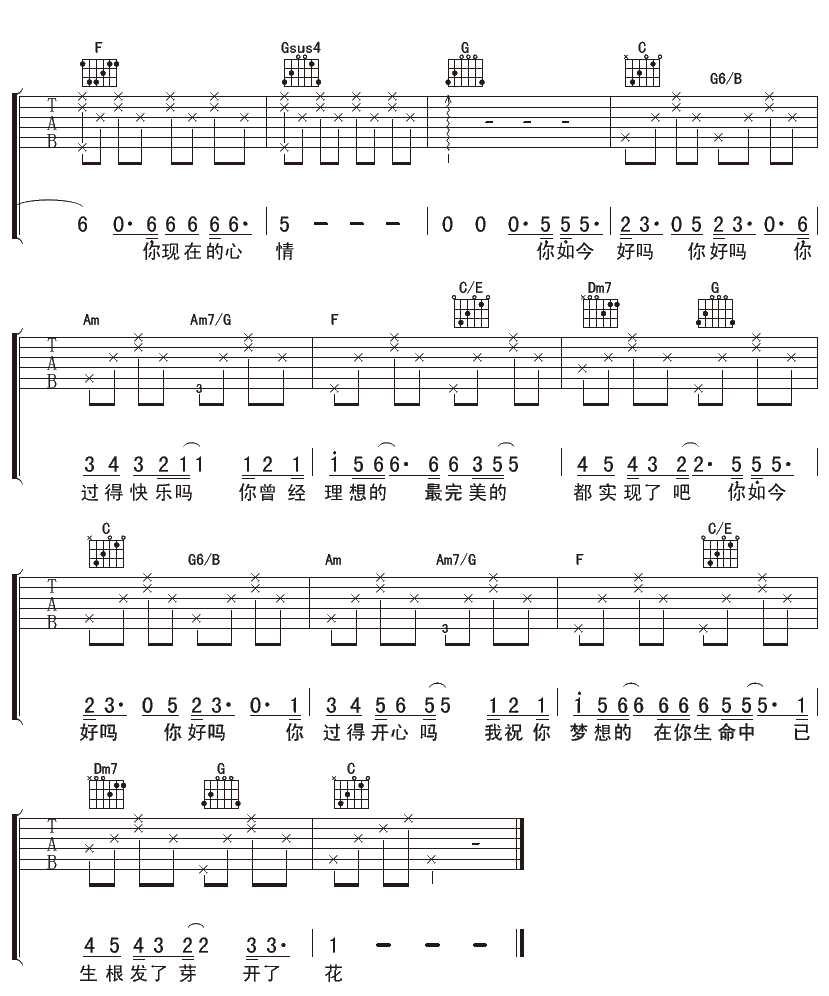 F Gsus4 G C G6/B
T A B
6 0· 6 6 6 6 6· 5 — — — 0 0 0· 5 5 5· 2 3· 0 5 2 3· 0· 6
你现在的心 情 你如今 好吗 你好吗 你
Am Am7/G F C/E Dm7 G
T A B 3
3 4 3 2 1 1 1 2 1 1 5 6 6· 6 6 3 5 5 4 5 4 3 2 2· 5 5 5·
过得快乐吗 你曾经 理想的 最完美的 都实现了吧 你如今
C G6/B Am Am7/G F C/E
T A B 3
2 3· 0 5 2 3· 0· 1 3 4 5 6 5 5 1 2 1 1 5 6 6 6 6 6 5 5 5· 1
好吗 你好吗 你 过得开心吗 我祝你 梦想的 在你生命中 已
Dm7 G C
T A B
4 5 4 3 2 2 3 3· 1 — — —
生根发了芽 开了 花